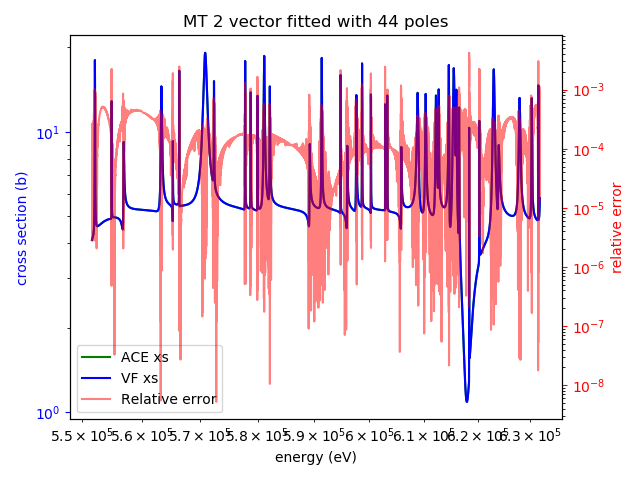 MT 2 vector fitted with 44 poles
cross section (b)
10¹
10⁰
10⁻³
10⁻⁴
10⁻⁵
10⁻⁶
10⁻⁷
10⁻⁸
relative error
ACE xs
VF xs
Relative error
5.5 × 10⁵ 5.6 × 10⁵ 5.7 × 10⁵ 5.8 × 10⁵ 5.9 × 10⁵ 6 × 10⁵ 6.1 × 10⁵ 6.2 × 10⁵ 6.3 × 10⁵
energy (eV)